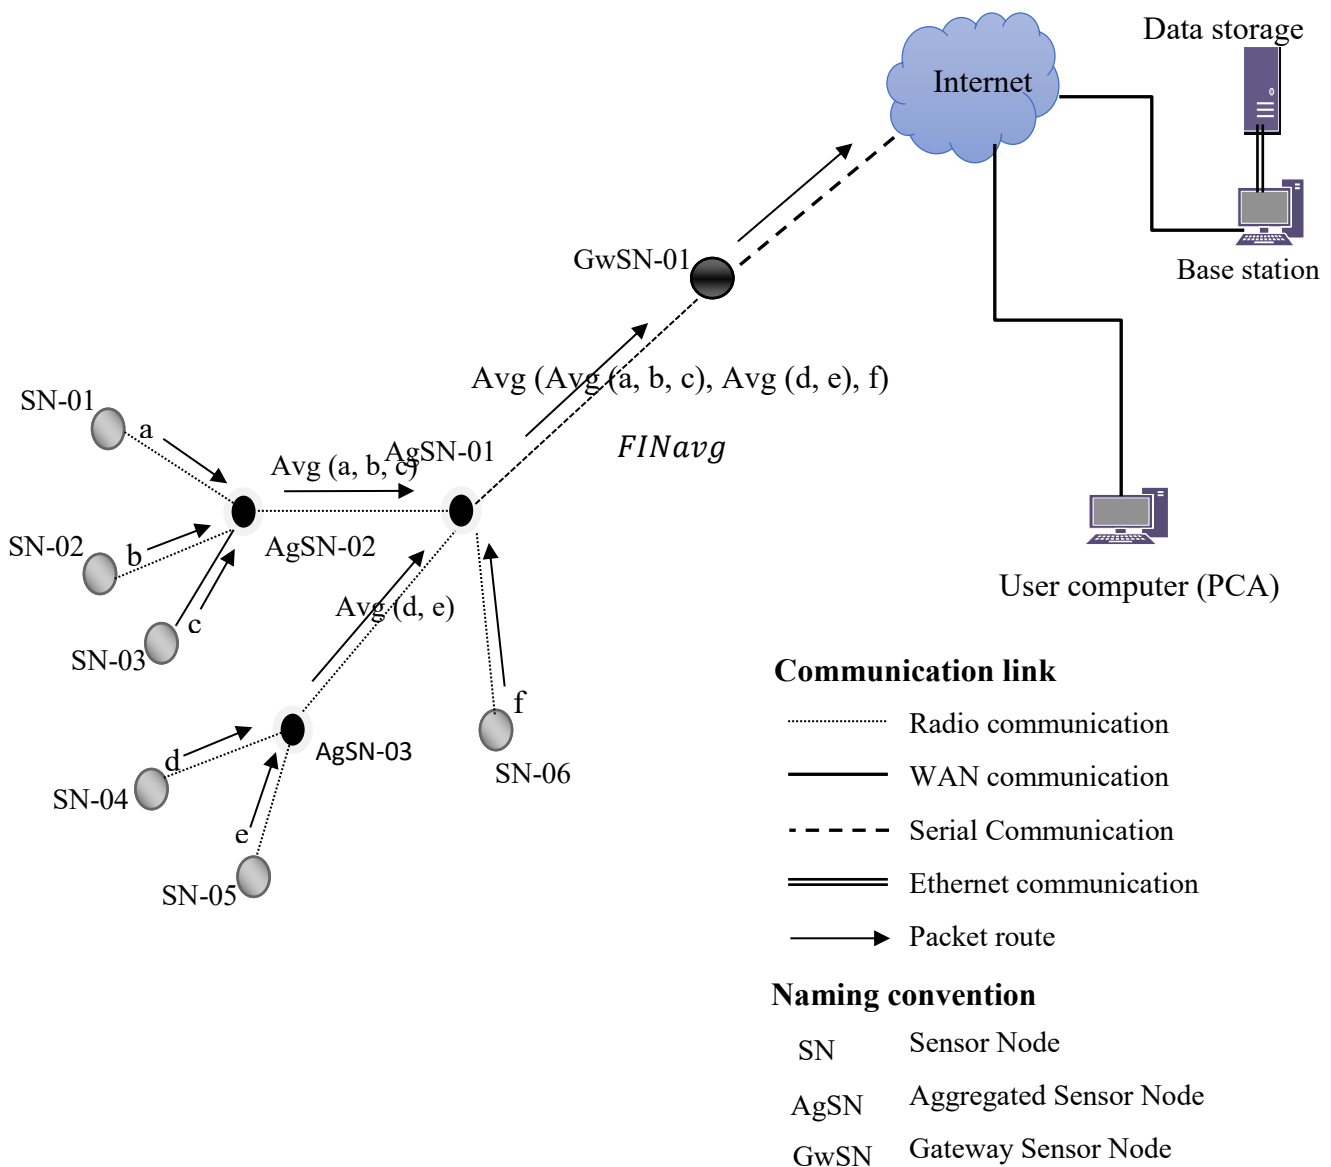 Data storage
Internet
GwSN-01
Base station
Avg (Avg (a, b, c), Avg (d, e), f)
SN-01
a
AgSN-01
FINavg
Avg (a, b, c)
SN-02
b
AgSN-02
User computer (PCA)
Avg (d, e)
c
SN-03
f
d
AgSN-03
SN-06
SN-04
e
SN-05
Communication link
Radio communication
WAN communication
Serial Communication
Ethernet communication
Packet route
Naming convention
SN Sensor Node
AgSN Aggregated Sensor Node
GwSN Gateway Sensor Node